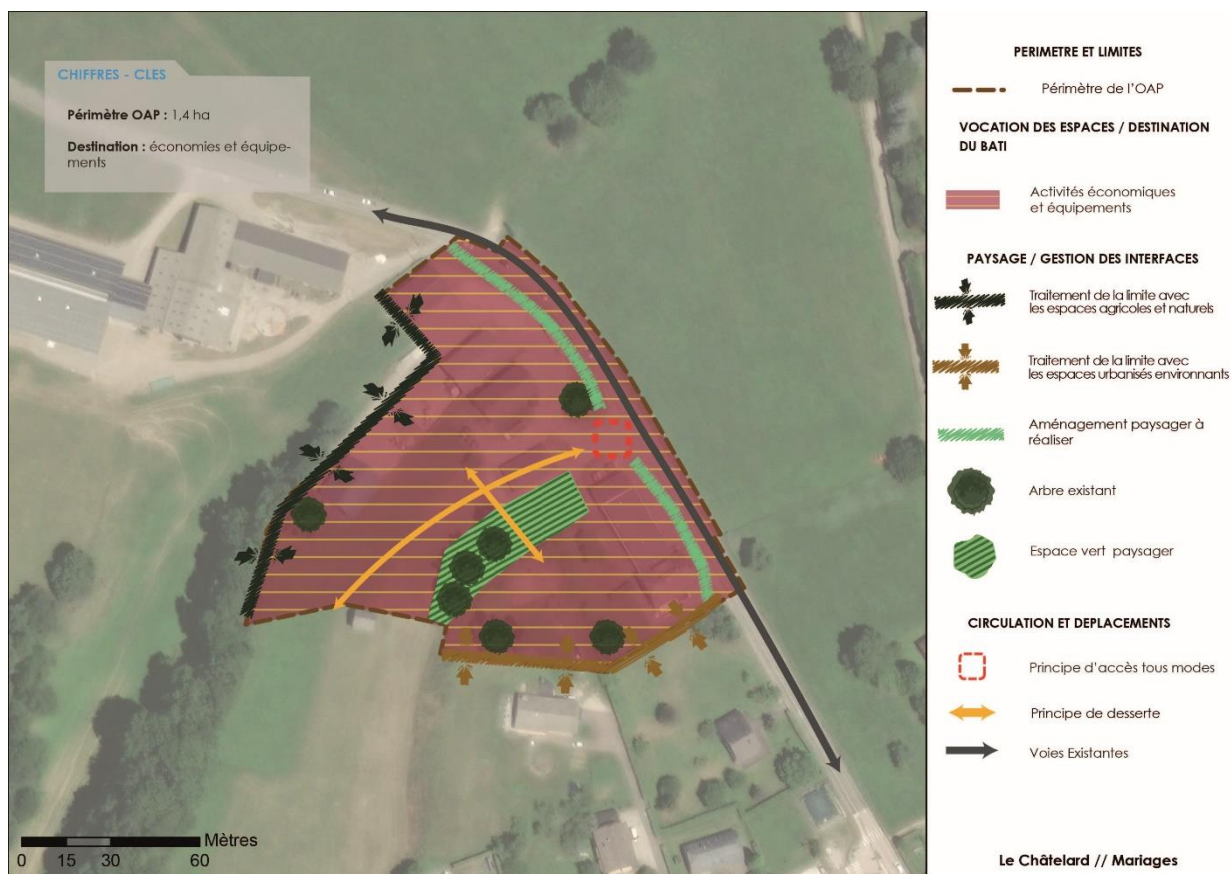 CHIFFRES - CLES
Périmètre OAP : 1,4 ha
Destination : économies et équipe-
ments
Mètres
0 15 30 60
PERIMETRE ET LIMITES
Périmètre de l'OAP
VOCATION DES ESPACES / DESTINATION
DU BATI
Activités économiques
et équipements
PAYSAGE / GESTION DES INTERFACES
Traitement de la limite avec
les espaces agricoles et naturels
Traitement de la limite avec
les espaces urbanisés environnants
Aménagement paysager à
réaliser
Arbre existant
Espace vert paysager
CIRCULATION ET DEPLACEMENTS
Principe d'accès tous modes
Principe de desserte
Voies Existantes
Le Châtelard // Mariages